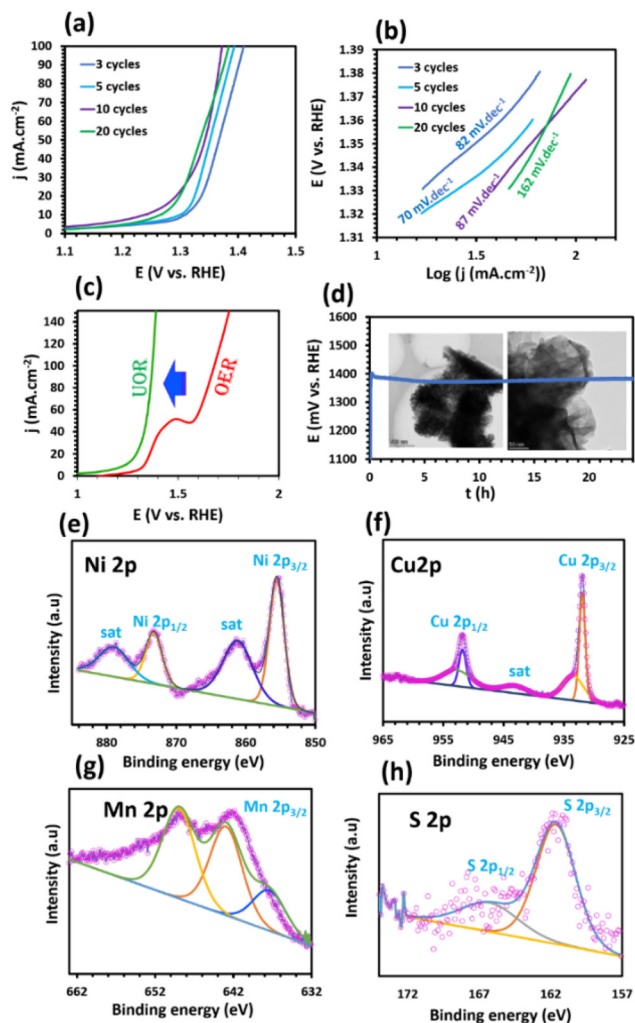 (a)
100
90
80
70
60
50
40
30
20
10
0
j (mA.cm⁻²)
3 cycles
5 cycles
10 cycles
20 cycles
1.1
1.2
1.3
1.4
1.5
E (V vs. RHE)
(b)
1.39
1.38
1.37
1.36
1.35
1.34
1.33
1.32
1.31
E (V vs. RHE)
3 cycles
5 cycles
10 cycles
20 cycles
82 mV.dec⁻¹
70 mV.dec⁻¹
87 mV.dec⁻¹
162 mV.dec⁻¹
1
1.5
2
Log (j (mA.cm⁻²))
(c)
140
120
100
80
60
40
20
0
j (mA.cm⁻²)
UOR
OER
1
1.5
2
E (V vs. RHE)
(d)
1600
1500
1400
1300
1200
1100
E (mV vs. RHE)
0
5
10
15
20
t (h)
(e)
Ni 2p
Ni 2p3/2
Ni 2p1/2
sat
sat
Intensity (a.u)
880
870
860
850
Binding energy (eV)
(f)
Cu2p
Cu 2p3/2
Cu 2p1/2
sat
Intensity (a.u)
965
955
945
935
925
Binding energy (eV)
(g)
Mn 2p
Mn 2p3/2
Intensity (a.u)
662
652
642
632
Binding energy (eV)
(h)
S 2p
S 2p3/2
S 2p1/2
Intensity (a.u)
172
167
162
157
Binding energy (eV)